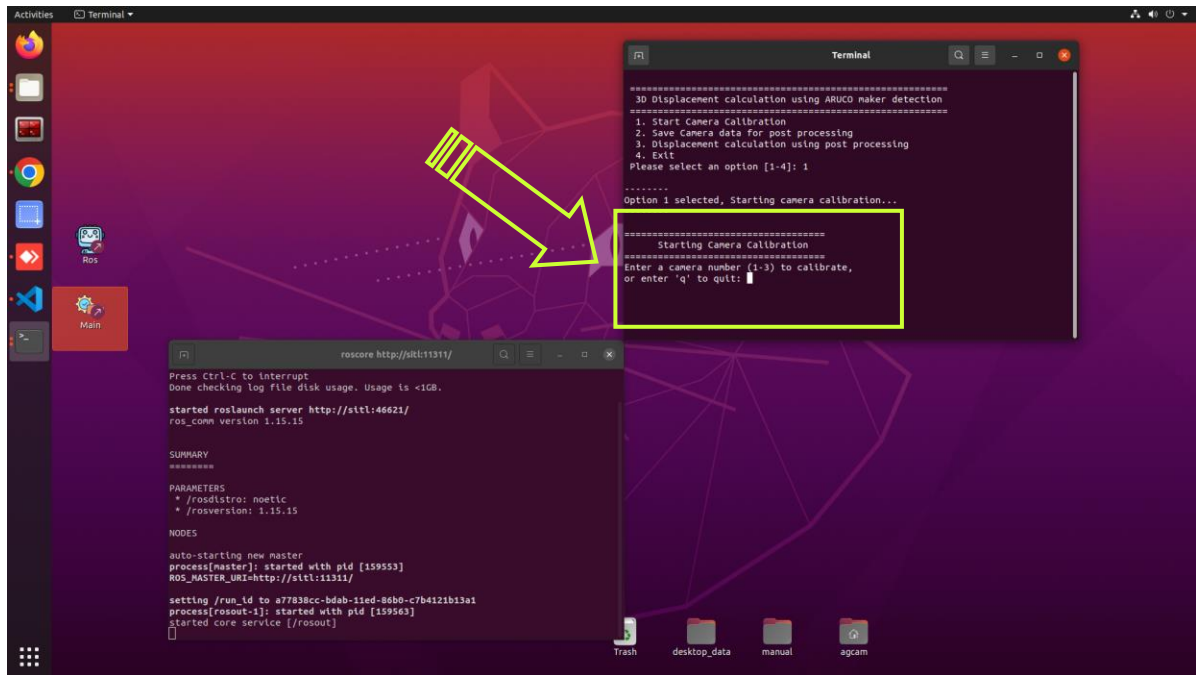 Activities
Terminal
Terminal
=========================================================
3D Displacement calculation using ARUCO maker detection
=========================================================
1. Start Camera Calibration
2. Save Camera data for post processing
3. Displacement calculation using post processing
4. Exit
Please select an option [1-4]: 1
--------
Option 1 selected, Starting camera calibration...
====================================
Starting Camera Calibration
====================================
Enter a camera number (1-3) to calibrate,
or enter 'q' to quit:
Ros
Main
roscore http://sitl:11311/
Press Ctrl-C to interrupt
Done checking log file disk usage. Usage is <1GB.
started roslaunch server http://sitl:46621/
ros_comm version 1.15.15
SUMMARY
========
PARAMETERS
* /rosdistro: noetic
* /rosversion: 1.15.15
NODES
auto-starting new master
process[master]: started with pid [159553]
ROS_MASTER_URI=http://sitl:11311/
setting /run_id to a77838cc-bdab-11ed-86b0-c7b4121b13a1
process[rosout-1]: started with pid [159563]
started core service [/rosout]
Trash
desktop_data
manual
agcam